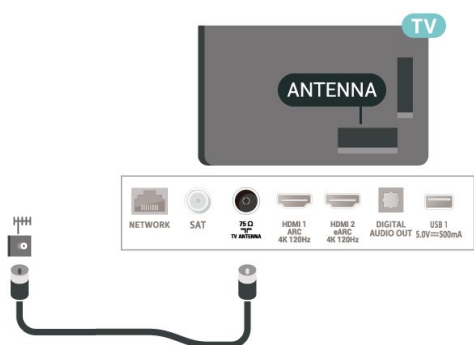 TV
ANTENNA
NETWORK
SAT
75 Ω
TV ANTENNA
HDMI 1
ARC
4K 120Hz
HDMI 2
eARC
4K 120Hz
DIGITAL
AUDIO OUT
USB 1
5.0V⎓500mA